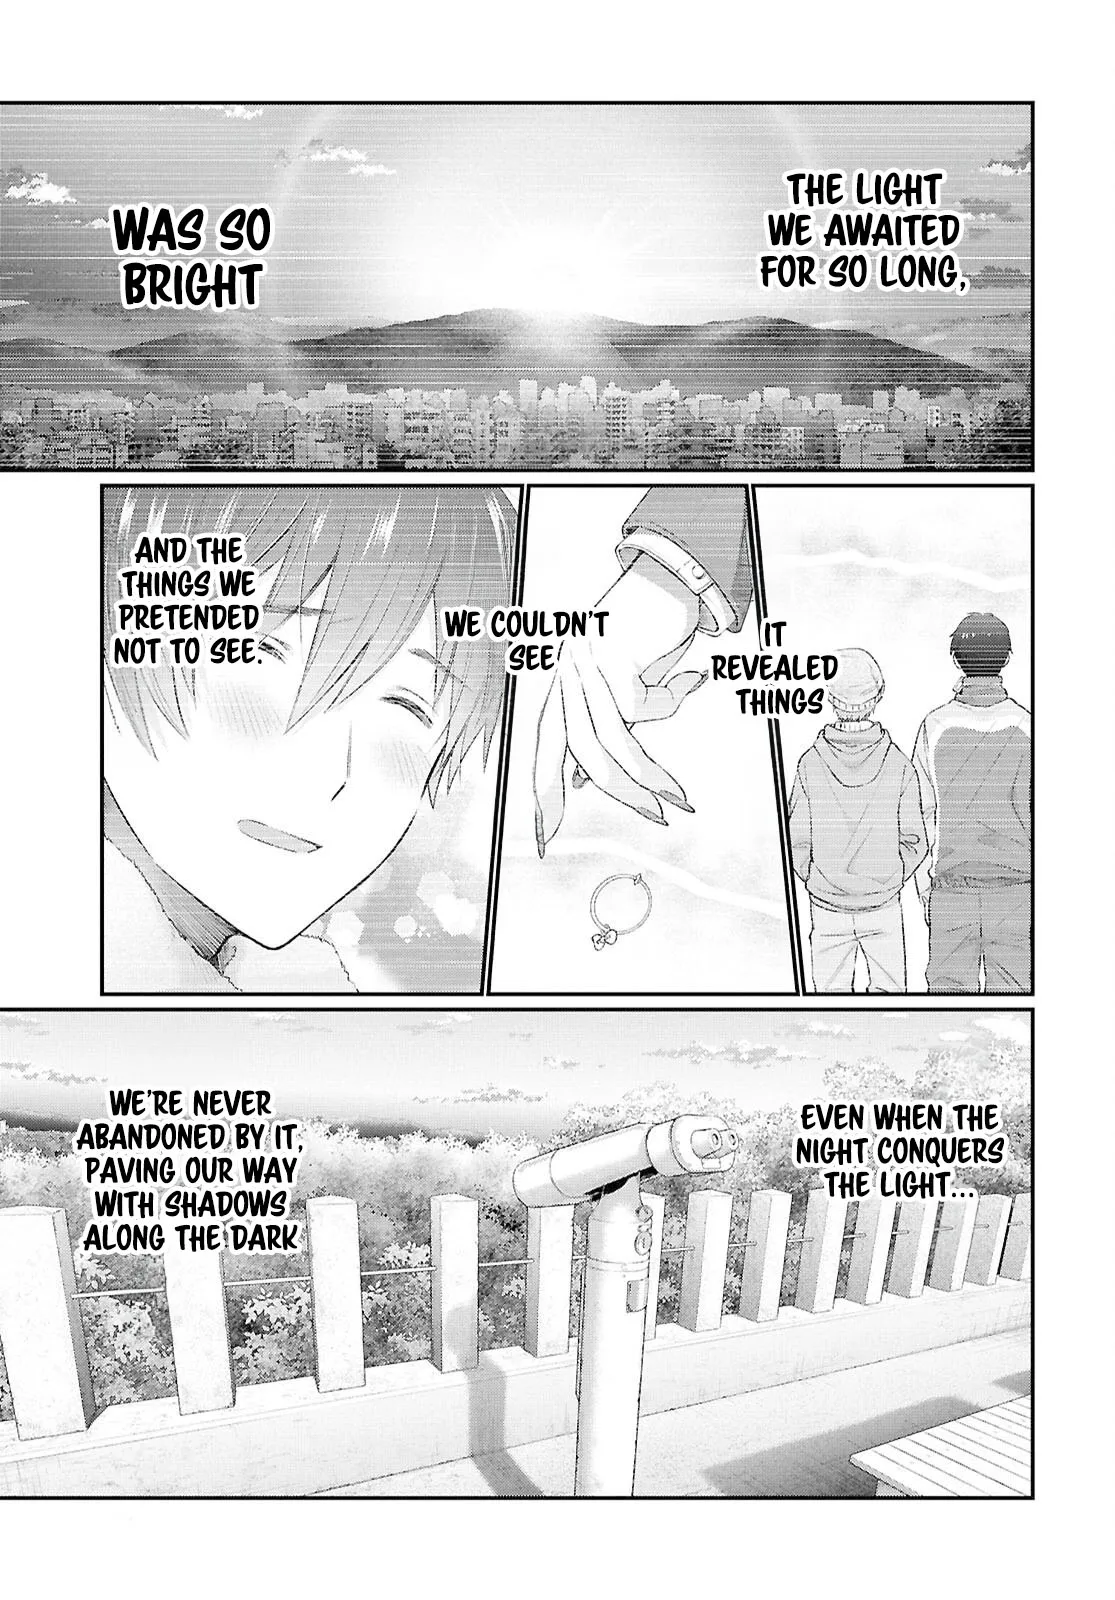 THE LIGHT
WE AWAITED
FOR SO LONG,
WAS SO
BRIGHT
IT
REVEALED
THINGS
WE COULDN'T
SEE
AND THE
THINGS WE
PRETENDED
NOT TO SEE.
EVEN WHEN THE
NIGHT CONQUERS
THE LIGHT...
WE'RE NEVER
ABANDONED BY IT,
PAVING OUR WAY
WITH SHADOWS
ALONG THE DARK